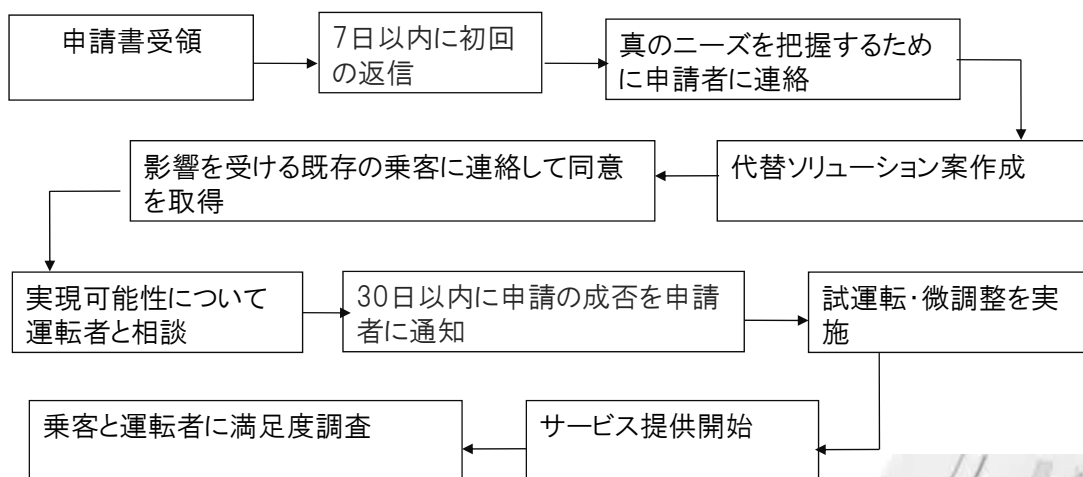 申請書受領
7日以内に初回
の返信
真のニーズを把握するため
に申請者に連絡
代替ソリューション案作成
影響を受ける既存の乗客に連絡して同意
を取得
実現可能性について
運転者と相談
30日以内に申請の成否を申請
者に通知
試運転・微調整を実
施
サービス提供開始
乗客と運転者に満足度調査